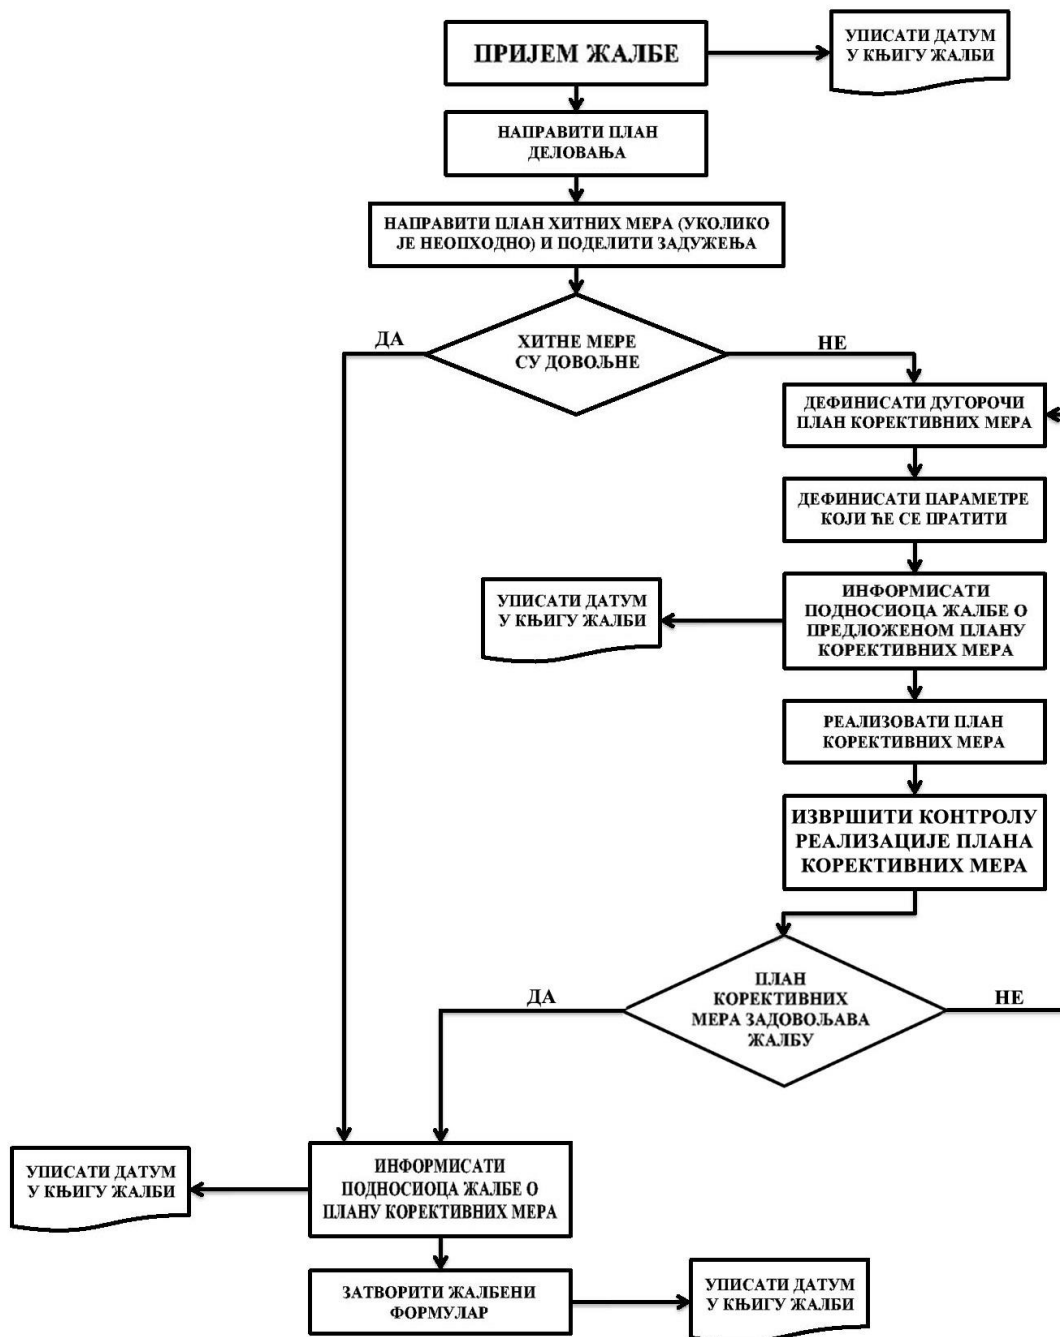 ПРИЈЕМ ЖАЛБЕ
УПИСАТИ ДАТУМ
У КЊИГУ ЖАЛБИ
НАПРАВИТИ ПЛАН
ДЕЛОВАЊА
НАПРАВИТИ ПЛАН ХИТНИХ МЕРА (УКОЛИКО
ЈЕ НЕОПХОДНО) И ПОДЕЛИТИ ЗАДУЖЕЊА
ДА
ХИТНЕ МЕРЕ
СУ ДОВОЉНЕ
НЕ
ДЕФИНИСАТИ ДУГОРОЧИ
ПЛАН КОРЕКТИВНИХ МЕРА
ДЕФИНИСАТИ ПАРАМЕТРЕ
КОЈИ ЋЕ СЕ ПРАТИТИ
УПИСАТИ ДАТУМ
У КЊИГУ ЖАЛБИ
ИНФОРМИСАТИ
ПОДНОСИОЦА ЖАЛБЕ О
ПРЕДЛОЖЕНОМ ПЛАНУ
КОРЕКТИВНИХ МЕРА
РЕАЛИЗОВАТИ ПЛАН
КОРЕКТИВНИХ МЕРА
ИЗВРШИТИ КОНТРОЛУ
РЕАЛИЗАЦИЈЕ ПЛАНА
КОРЕКТИВНИХ МЕРА
ДА
ПЛАН
КОРЕКТИВНИХ
МЕРА ЗАДОВОЉАВА
ЖАЛБУ
НЕ
УПИСАТИ ДАТУМ
У КЊИГУ ЖАЛБИ
ИНФОРМИСАТИ
ПОДНОСИОЦА ЖАЛБЕ О
ПЛАНУ КОРЕКТИВНИХ МЕРА
ЗАТВОРИТИ ЖАЛБЕНИ
ФОРМУЛАР
УПИСАТИ ДАТУМ
У КЊИГУ ЖАЛБИ